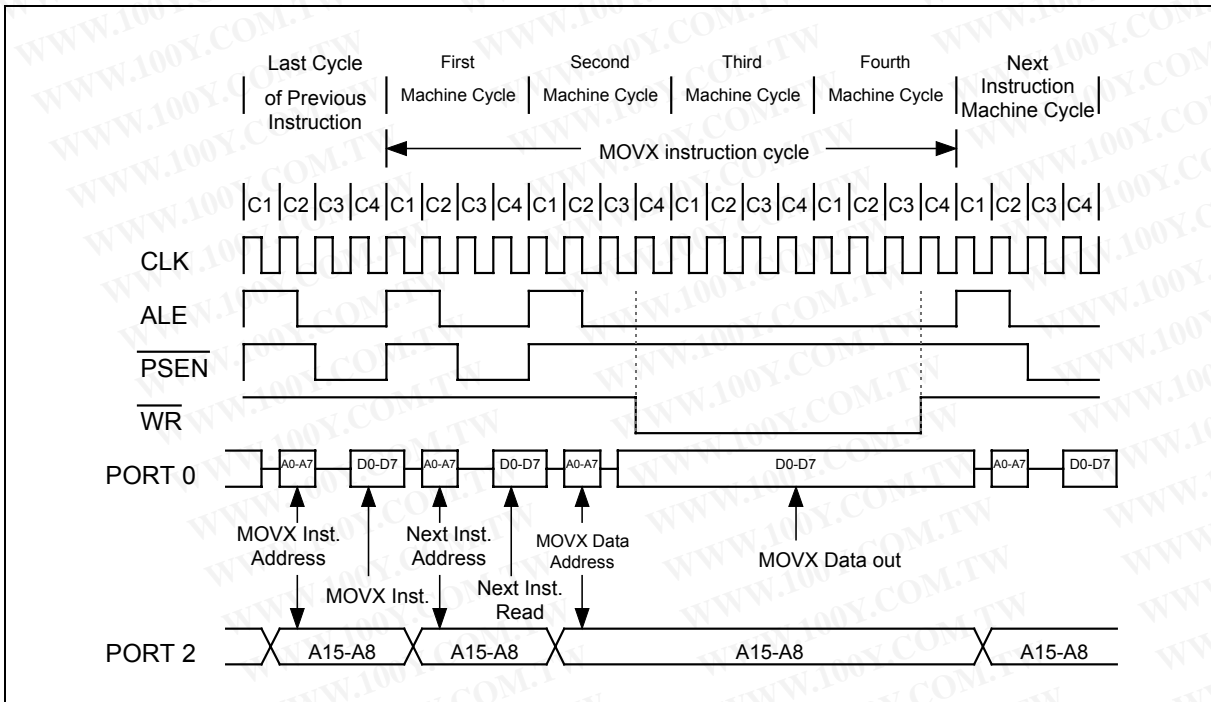 Last Cycle of Previous Instruction
First Machine Cycle
Second Machine Cycle
Third Machine Cycle
Fourth Machine Cycle
Next Instruction Machine Cycle
MOVX instruction cycle
C1 C2 C3 C4 C1 C2 C3 C4 C1 C2 C3 C4 C1 C2 C3 C4 C1 C2 C3 C4 C1 C2 C3 C4
CLK
ALE
PSEN
WR
PORT 0
A0-A7 D0-D7 A0-A7 D0-D7 A0-A7 D0-D7 A0-A7 D0-D7
MOVX Inst. Address
MOVX Inst.
Next Inst. Address
Next Inst. Read
MOVX Data Address
MOVX Data out
PORT 2
A15-A8 A15-A8 A15-A8 A15-A8
WWW.100Y.COM.TW